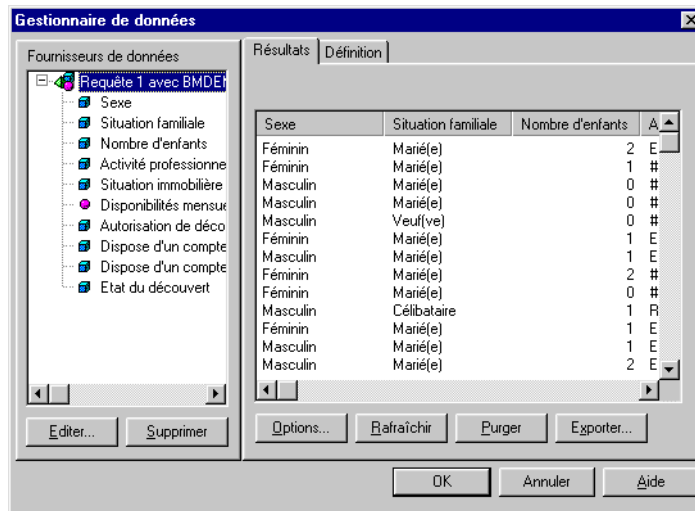 Gestionnaire de données
Fournisseurs de données
Requête 1 avec BMDEM
Sexe
Situation familiale
Nombre d'enfants
Activité professionne
Situation immobilière
Disponibilités mensue
Autorisation de déco
Dispose d'un compte
Dispose d'un compte
Etat du découvert
Editer... Supprimer
Résultats Définition
Sexe Situation familiale Nombre d'enfants A
Féminin Marié(e) 2 E
Féminin Marié(e) 1 #
Masculin Marié(e) 0 #
Masculin Marié(e) 0 #
Masculin Veuf(ve) 0 #
Féminin Marié(e) 1 E
Masculin Marié(e) 1 E
Féminin Marié(e) 2 #
Féminin Marié(e) 0 #
Masculin Célibataire 1 R
Féminin Marié(e) 1 E
Masculin Marié(e) 1 E
Masculin Marié(e) 2 E
Options... Rafraîchir Purger Exporter...
OK Annuler Aide